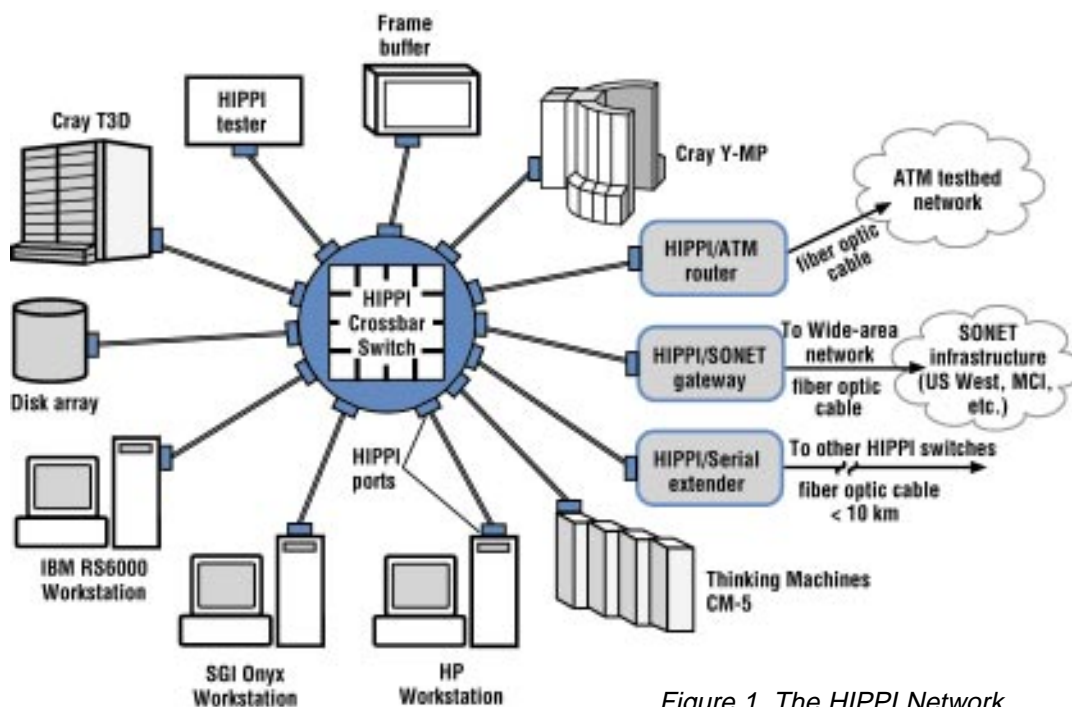 Frame
buffer
HIPPI
tester
Cray T3D
Cray Y-MP
ATM testbed
network
HIPPI/ATM
router
fiber optic
cable
HIPPI
Crossbar
Switch
Disk array
HIPPI/SONET
gateway
To Wide-area
network
fiber optic
cable
SONET
infrastructure
(US West, MCI,
etc.)
HIPPI
ports
HIPPI/Serial
extender
To other HIPPI switches
fiber optic cable
< 10 km
IBM RS6000
Workstation
Thinking Machines
CM-5
SGI Onyx
Workstation
HP
Workstation
Figure 1. The HIPPI Network